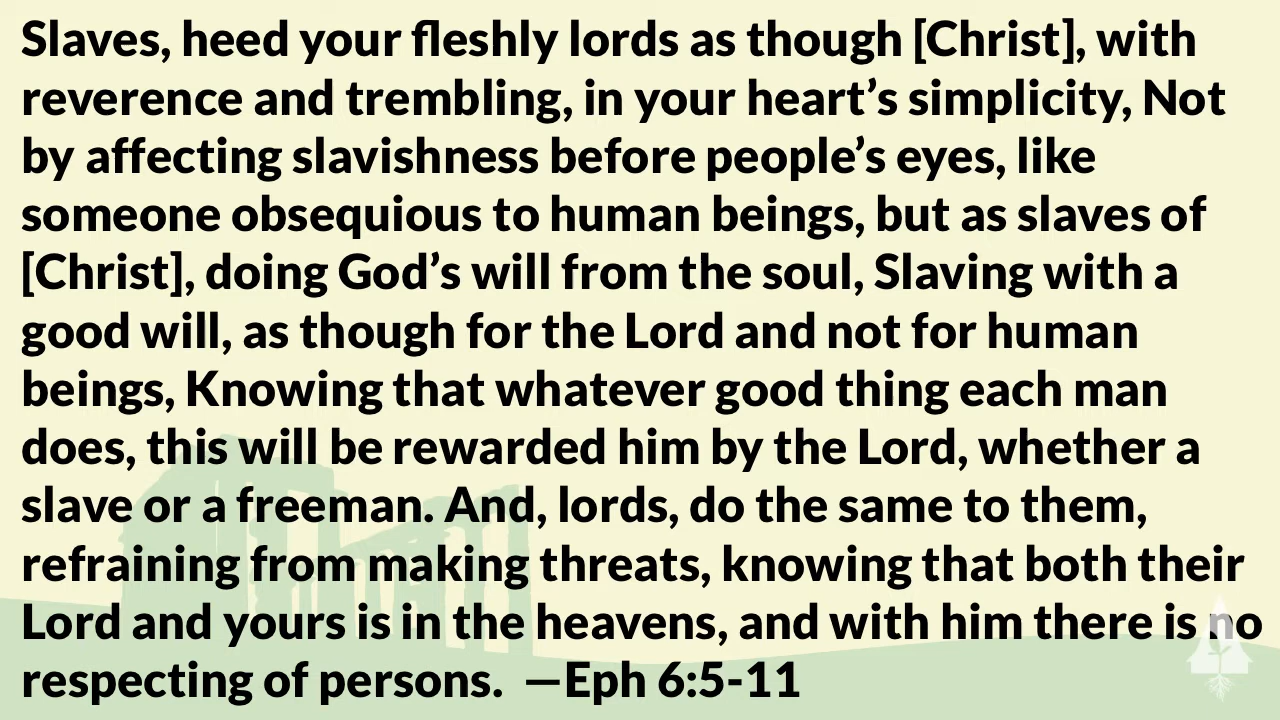 Slaves, heed your fleshly lords as though [Christ], with
reverence and trembling, in your heart’s simplicity, Not
by affecting slavishness before people’s eyes, like
someone obsequious to human beings, but as slaves of
[Christ], doing God’s will from the soul, Slaving with a
good will, as though for the Lord and not for human
beings, Knowing that whatever good thing each man
does, this will be rewarded him by the Lord, whether a
slave or a freeman. And, lords, do the same to them,
refraining from making threats, knowing that both their
Lord and yours is in the heavens, and with him there is no
respecting of persons. —Eph 6:5-11